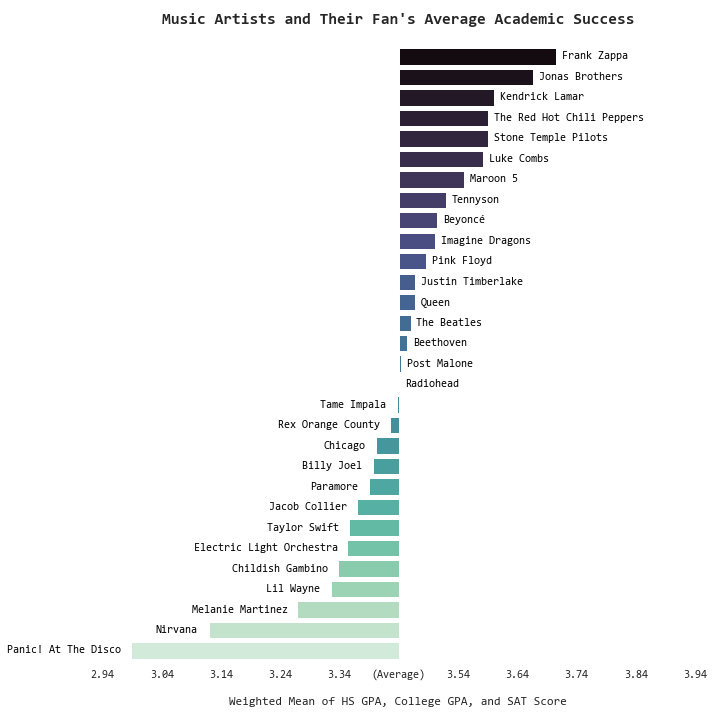 Music Artists and Their Fan's Average Academic Success
Frank Zappa
Jonas Brothers
Kendrick Lamar
The Red Hot Chili Peppers
Stone Temple Pilots
Luke Combs
Maroon 5
Tennyson
Beyoncé
Imagine Dragons
Pink Floyd
Justin Timberlake
Queen
The Beatles
Beethoven
Post Malone
Radiohead
Tame Impala
Rex Orange County
Chicago
Billy Joel
Paramore
Jacob Collier
Taylor Swift
Electric Light Orchestra
Childish Gambino
Lil Wayne
Melanie Martinez
Nirvana
Panic! At The Disco
2.94 3.04 3.14 3.24 3.34 (Average) 3.54 3.64 3.74 3.84 3.94
Weighted Mean of HS GPA, College GPA, and SAT Score